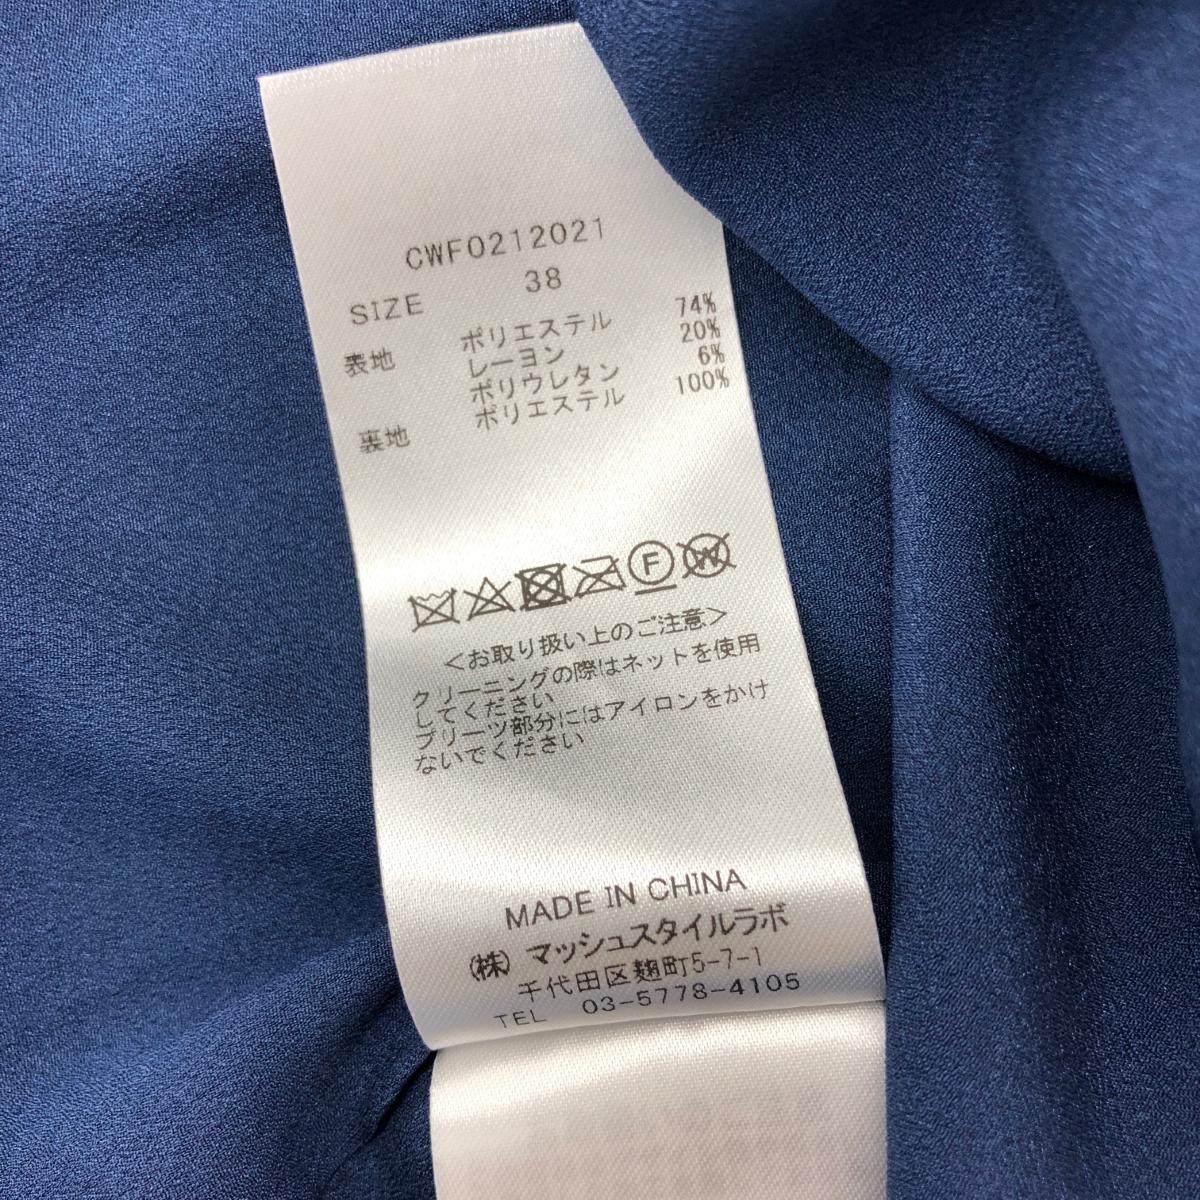 CWF0212021
SIZE 38
表地 ポリエステル 74%
レーヨン 20%
ポリウレタン 6%
裏地 ポリエステル 100%
F W
<お取り扱い上のご注意>
クリーニングの際はネットを使用
してください
プリーツ部分にはアイロンをかけ
ないでください
MADE IN CHINA
(株) マッシュスタイルラボ
千代田区麹町5-7-1
TEL 03-5778-4105